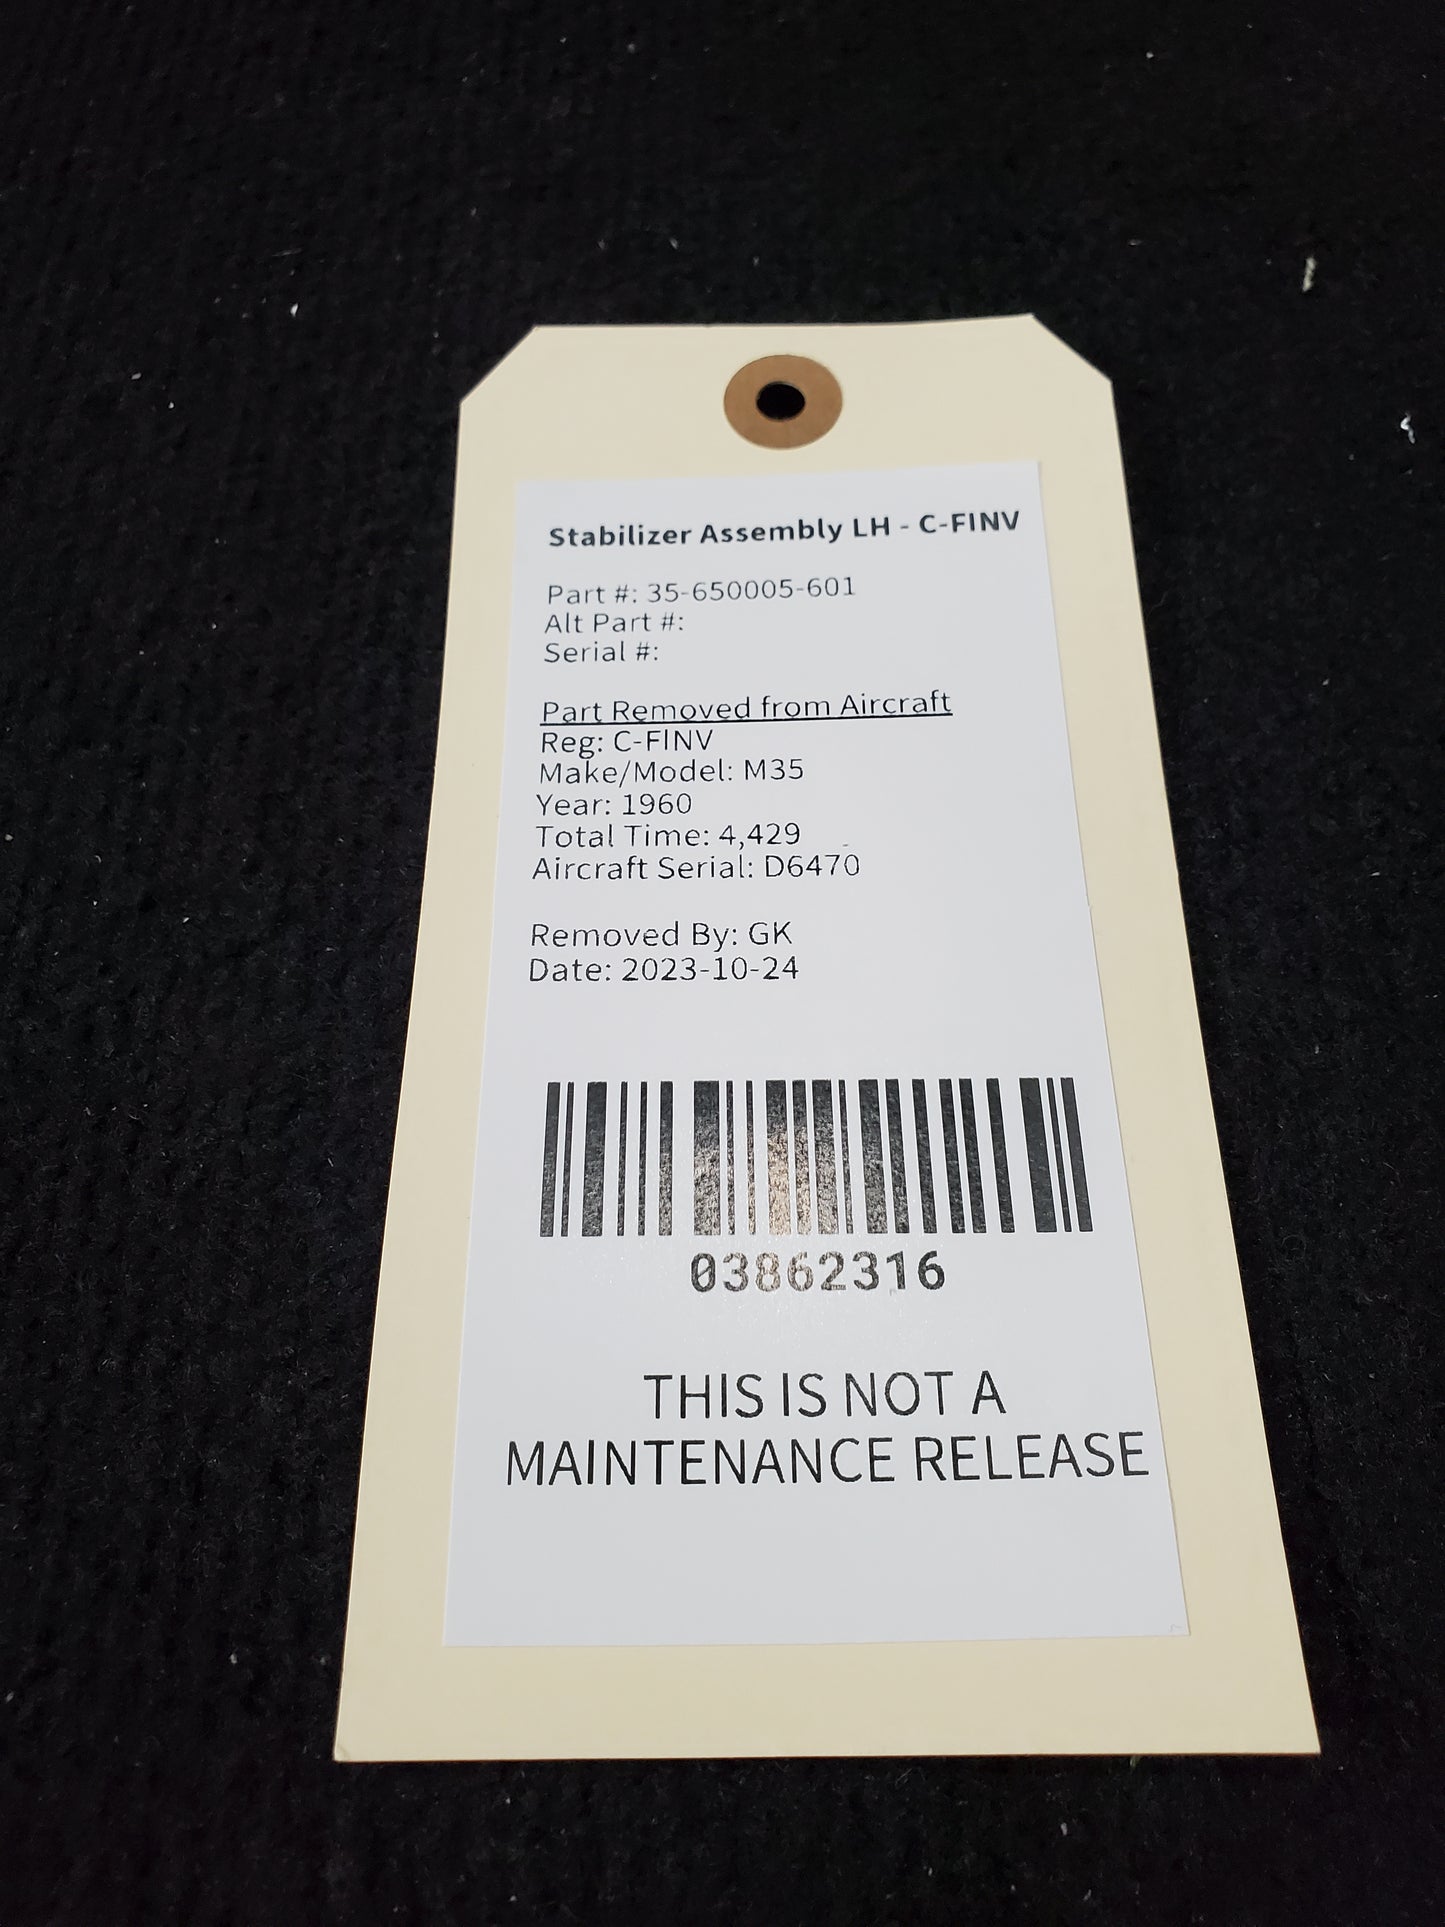 Stabilizer Assembly LH - C-FINV
Part #: 35-650005-601
Alt Part #:
Serial #:
Part Removed from Aircraft
Reg: C-FINV
Make/Model: M35
Year: 1960
Total Time: 4,429
Aircraft Serial: D6470
Removed By: GK
Date: 2023-10-24
03862316
THIS IS NOT A
MAINTENANCE RELEASE